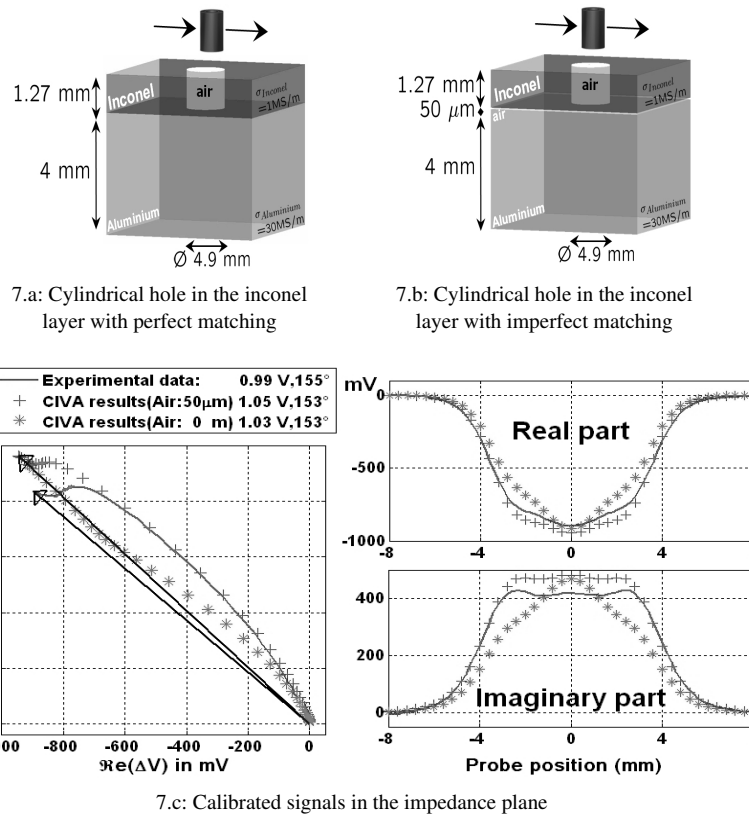 1.27 mm
4 mm
Inconel
air
σInconel
=1MS/m
Aluminium
σAluminium
=30MS/m
Ø 4.9 mm
1.27 mm
50 μm
4 mm
Inconel
air
air
σInconel
=1MS/m
Aluminium
σAluminium
=30MS/m
Ø 4.9 mm
7.a: Cylindrical hole in the inconel
layer with perfect matching
7.b: Cylindrical hole in the inconel
layer with imperfect matching
Experimental data: 0.99 V,155°
CIVA results(Air:50μm) 1.05 V,153°
CIVA results(Air: 0 m) 1.03 V,153°
-800 -600 -400 -200 0
ℜe(ΔV) in mV
mV
0
-500
-1000
Real part
-8 -4 0 4
400
200
0
Imaginary part
-8 -4 0 4
Probe position (mm)
7.c: Calibrated signals in the impedance plane